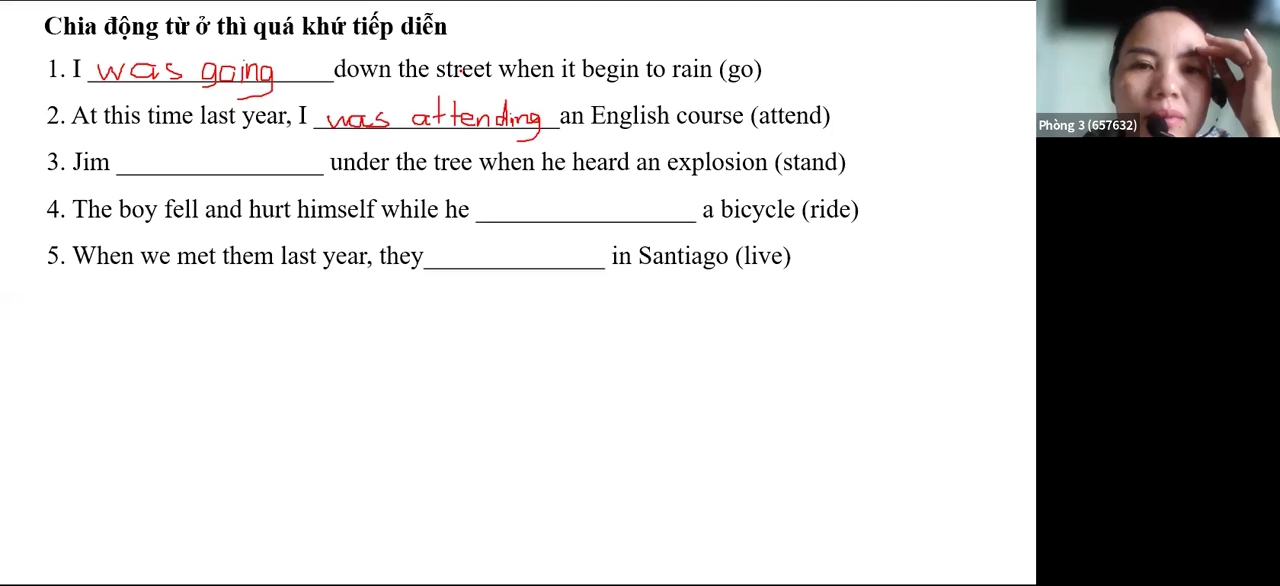 Chia động từ ở thì quá khứ tiếp diễn
1. I was going down the street when it begin to rain (go)
2. At this time last year, I was attending an English course (attend)
3. Jim ________________ under the tree when he heard an explosion (stand)
4. The boy fell and hurt himself while he _________________ a bicycle (ride)
5. When we met them last year, they______________ in Santiago (live)
Phòng 3 (657632)